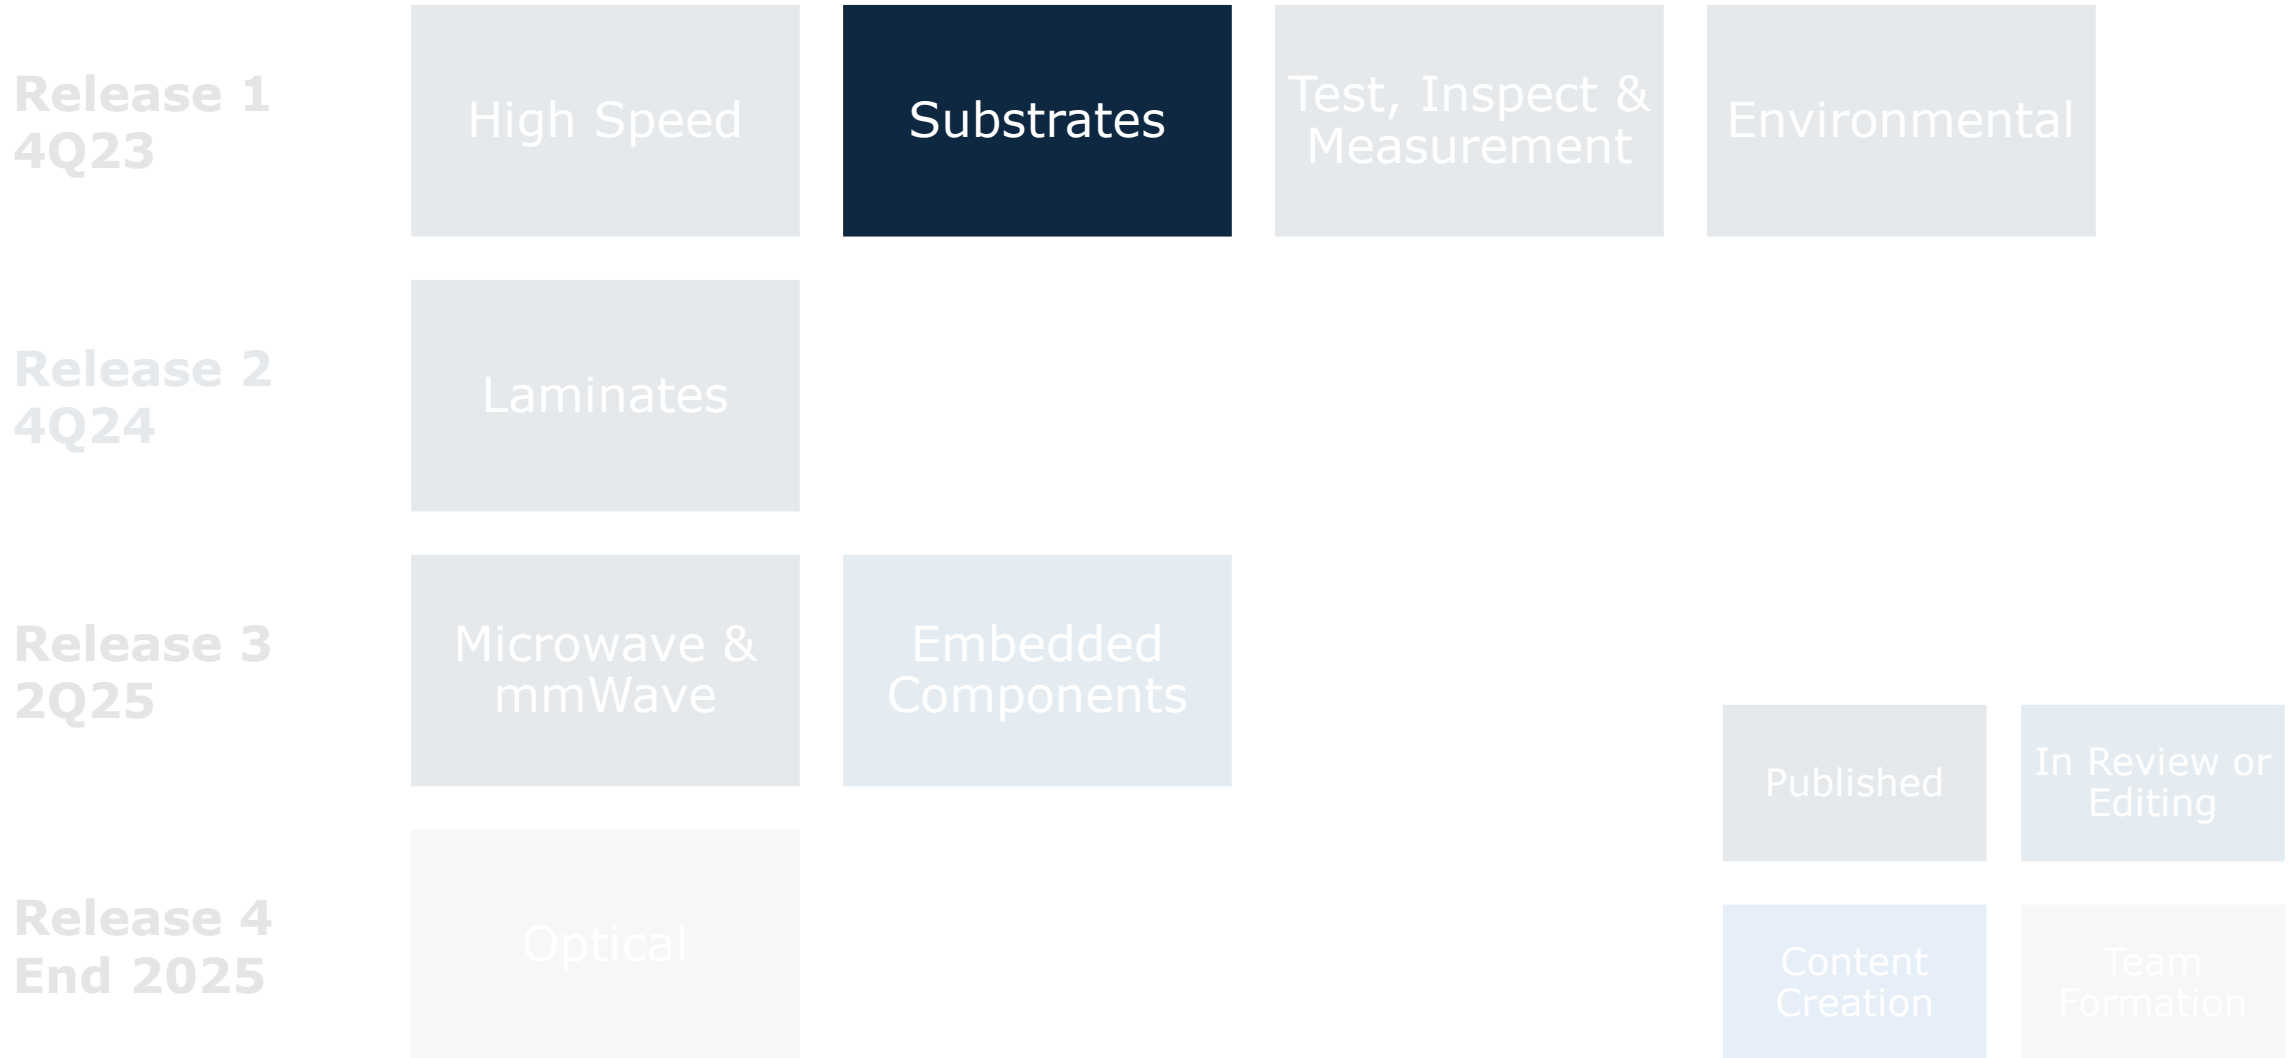 Release 1
4Q23
High Speed
Substrates
Test, Inspect &
Measurement
Environmental
Release 2
4Q24
Laminates
Release 3
2Q25
Microwave &
mmWave
Embedded
Components
Release 4
End 2025
Optical
Published
In Review or
Editing
Content
Creation
Team
Formation